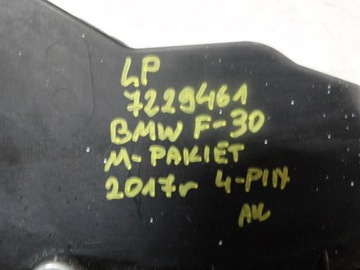 LP
7229461
BMW F-30
M-PAKIET
2017r 4-PIN
AK